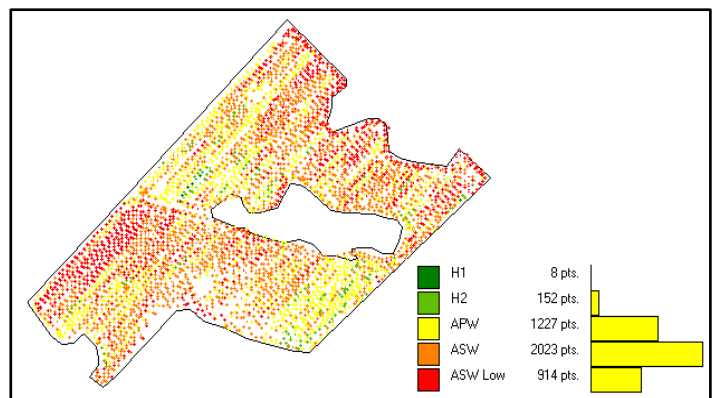 H1 8 pts.
H2 152 pts.
APW 1227 pts.
ASW 2023 pts.
ASW Low 914 pts.